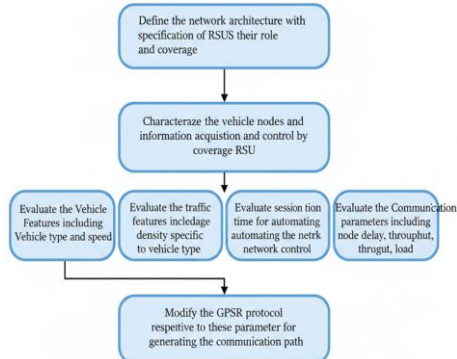 Define the network architecture with
specification of RSUS their role
and coverage
Characteraze the vehicle nodes and
information acquistion and control by
coverage RSU
Evaluate the Vehicle
Features including
Vehicle type and speed
Evaluate the traffic
features incledage
density specific
to vehicle type
Evaluate session tion
time for automating
automating the netrk
network control
Evaluate the Communication
parameters including
node delay, throuphut,
throgut, load
Modify the GPSR protocol
respetive to these parameter for
generating the communication path